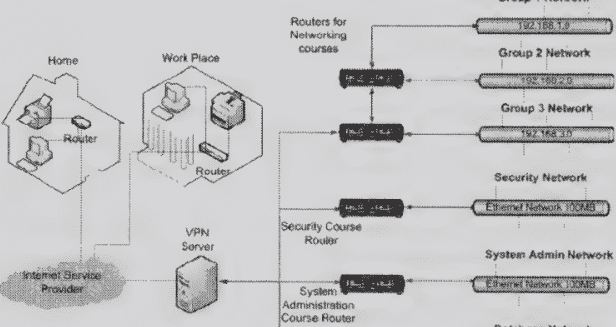 Group 1 Network
Routers for
Networking
courses
192.168.1.0
Home
Work Place
Group 2 Network
192.168.2.0
Group 3 Network
192.168.3.0
Router
Router
Security Network
Ethernet Network 100MB
Security Course
Router
VPN
Server
System Admin Network
Internet Service
Provider
Ethernet Network 100MB
System
Administration
Course Router
Database Network